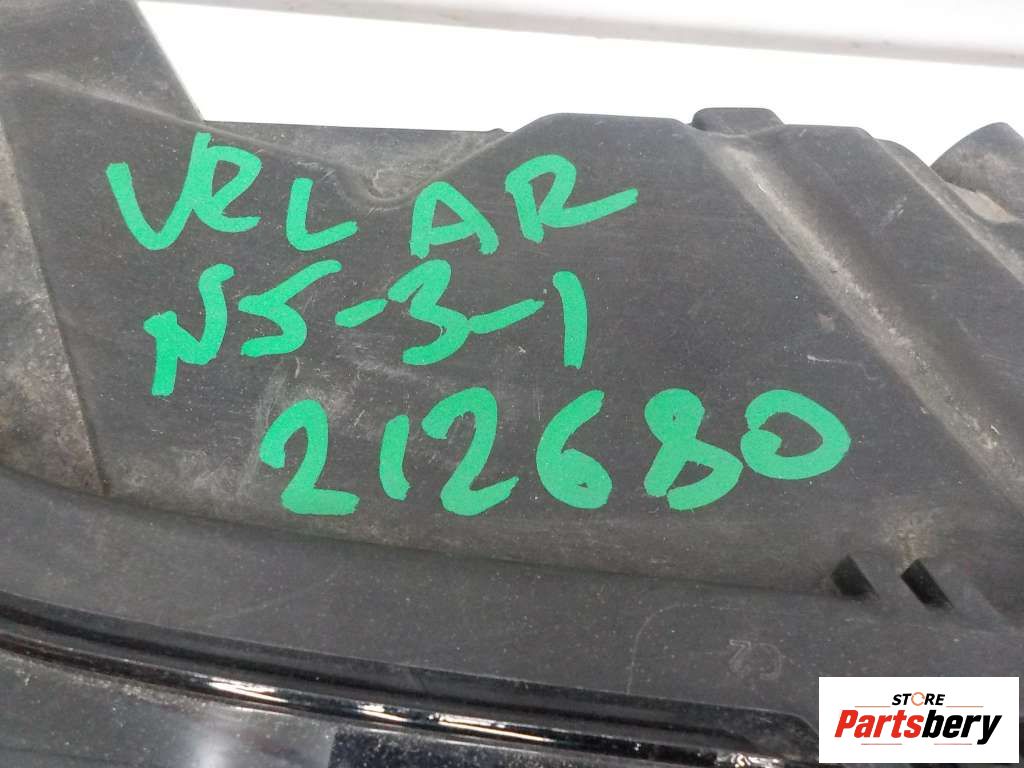 VELAR
N5-3-1
212680
STORE
Partsbery